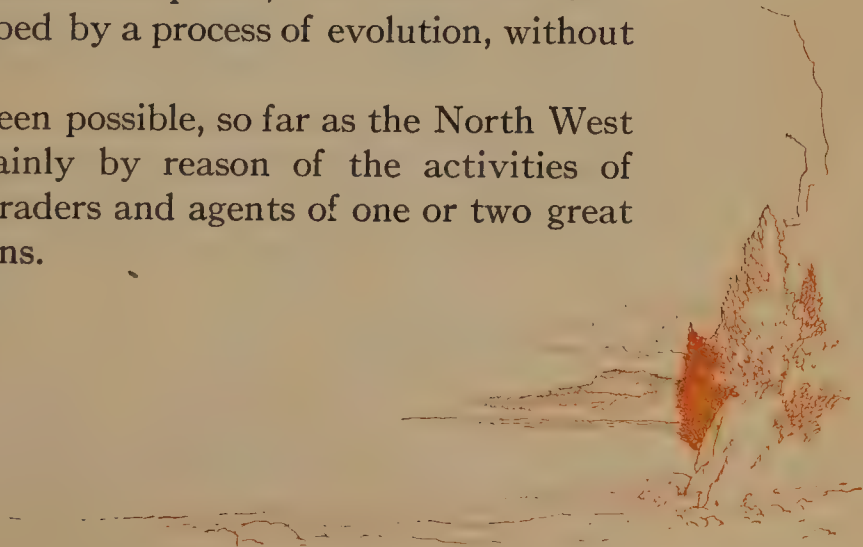 ped by a process of evolution, without
een possible, so far as the North West
ainly by reason of the activities of
raders and agents of one or two great
ns.